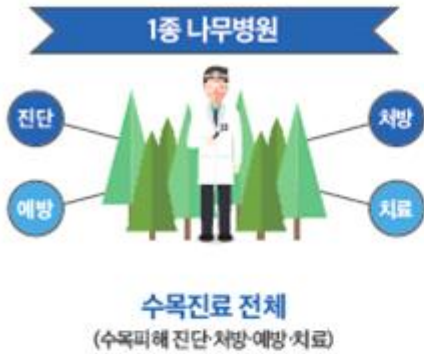 1종 나무병원
진단
처방
예방
치료
수목진료 전체
(수목피해 진단·처방·예방·치료)